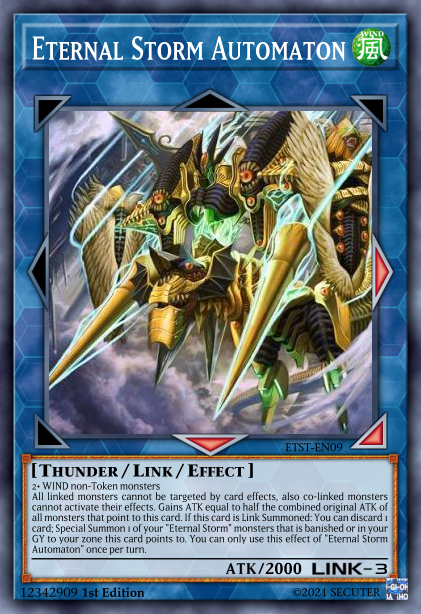 ETERNAL STORM AUTOMATON
WIND
風
ETST-EN09
[THUNDER / LINK / EFFECT]
2+ WIND non-Token monsters
All linked monsters cannot be targeted by card effects, also co-linked monsters
cannot activate their effects. Gains ATK equal to half the combined original ATK of
all monsters that point to this card. If this card is Link Summoned: You can discard 1
card; Special Summon 1 of your "Eternal Storm" monsters that is banished or in your
GY to your zone this card points to. You can only use this effect of "Eternal Storm
Automaton" once per turn.
ATK/2000 LINK-3
12342909 1st Edition
©2021 SECUTER